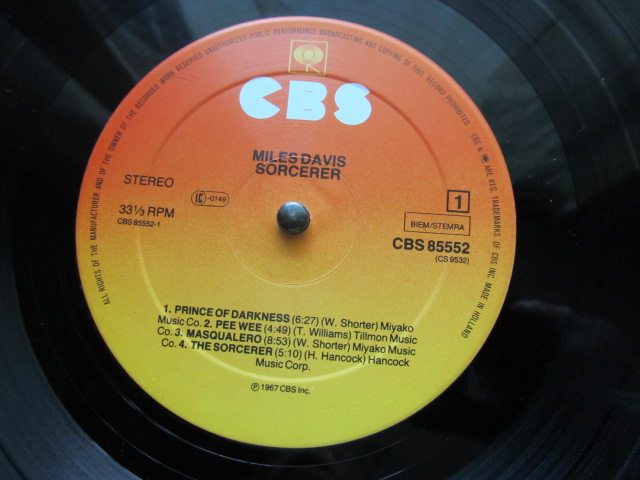 ALL RIGHTS OF THE MANUFACTURER AND OF THE OWNER OF THE RECORDED WORK RESERVED UNAUTHORIZED PUBLIC PERFORMANCE BROADCASTING AND COPYING OF THIS RECORD PROHIBITED
CBS & ARE REG. TRADEMARKS OF CBS INC. MADE IN HOLLAND
CBS
MILES DAVIS
SORCERER
STEREO
IC -0149
1
33⅓ RPM
CBS 85552-1
BIEM/STEMRA
CBS 85552
(CS 9532)
1. PRINCE OF DARKNESS (6:27) (W. Shorter) Miyako
Music Co. 2. PEE WEE (4:49) (T. Williams) Tillmon Music
Co. 3. MASQUALERO (8:53) (W. Shorter) Miyako Music
Co. 4. THE SORCERER (5:10) (H. Hancock) Hancock
Music Corp.
℗ 1967 CBS Inc.